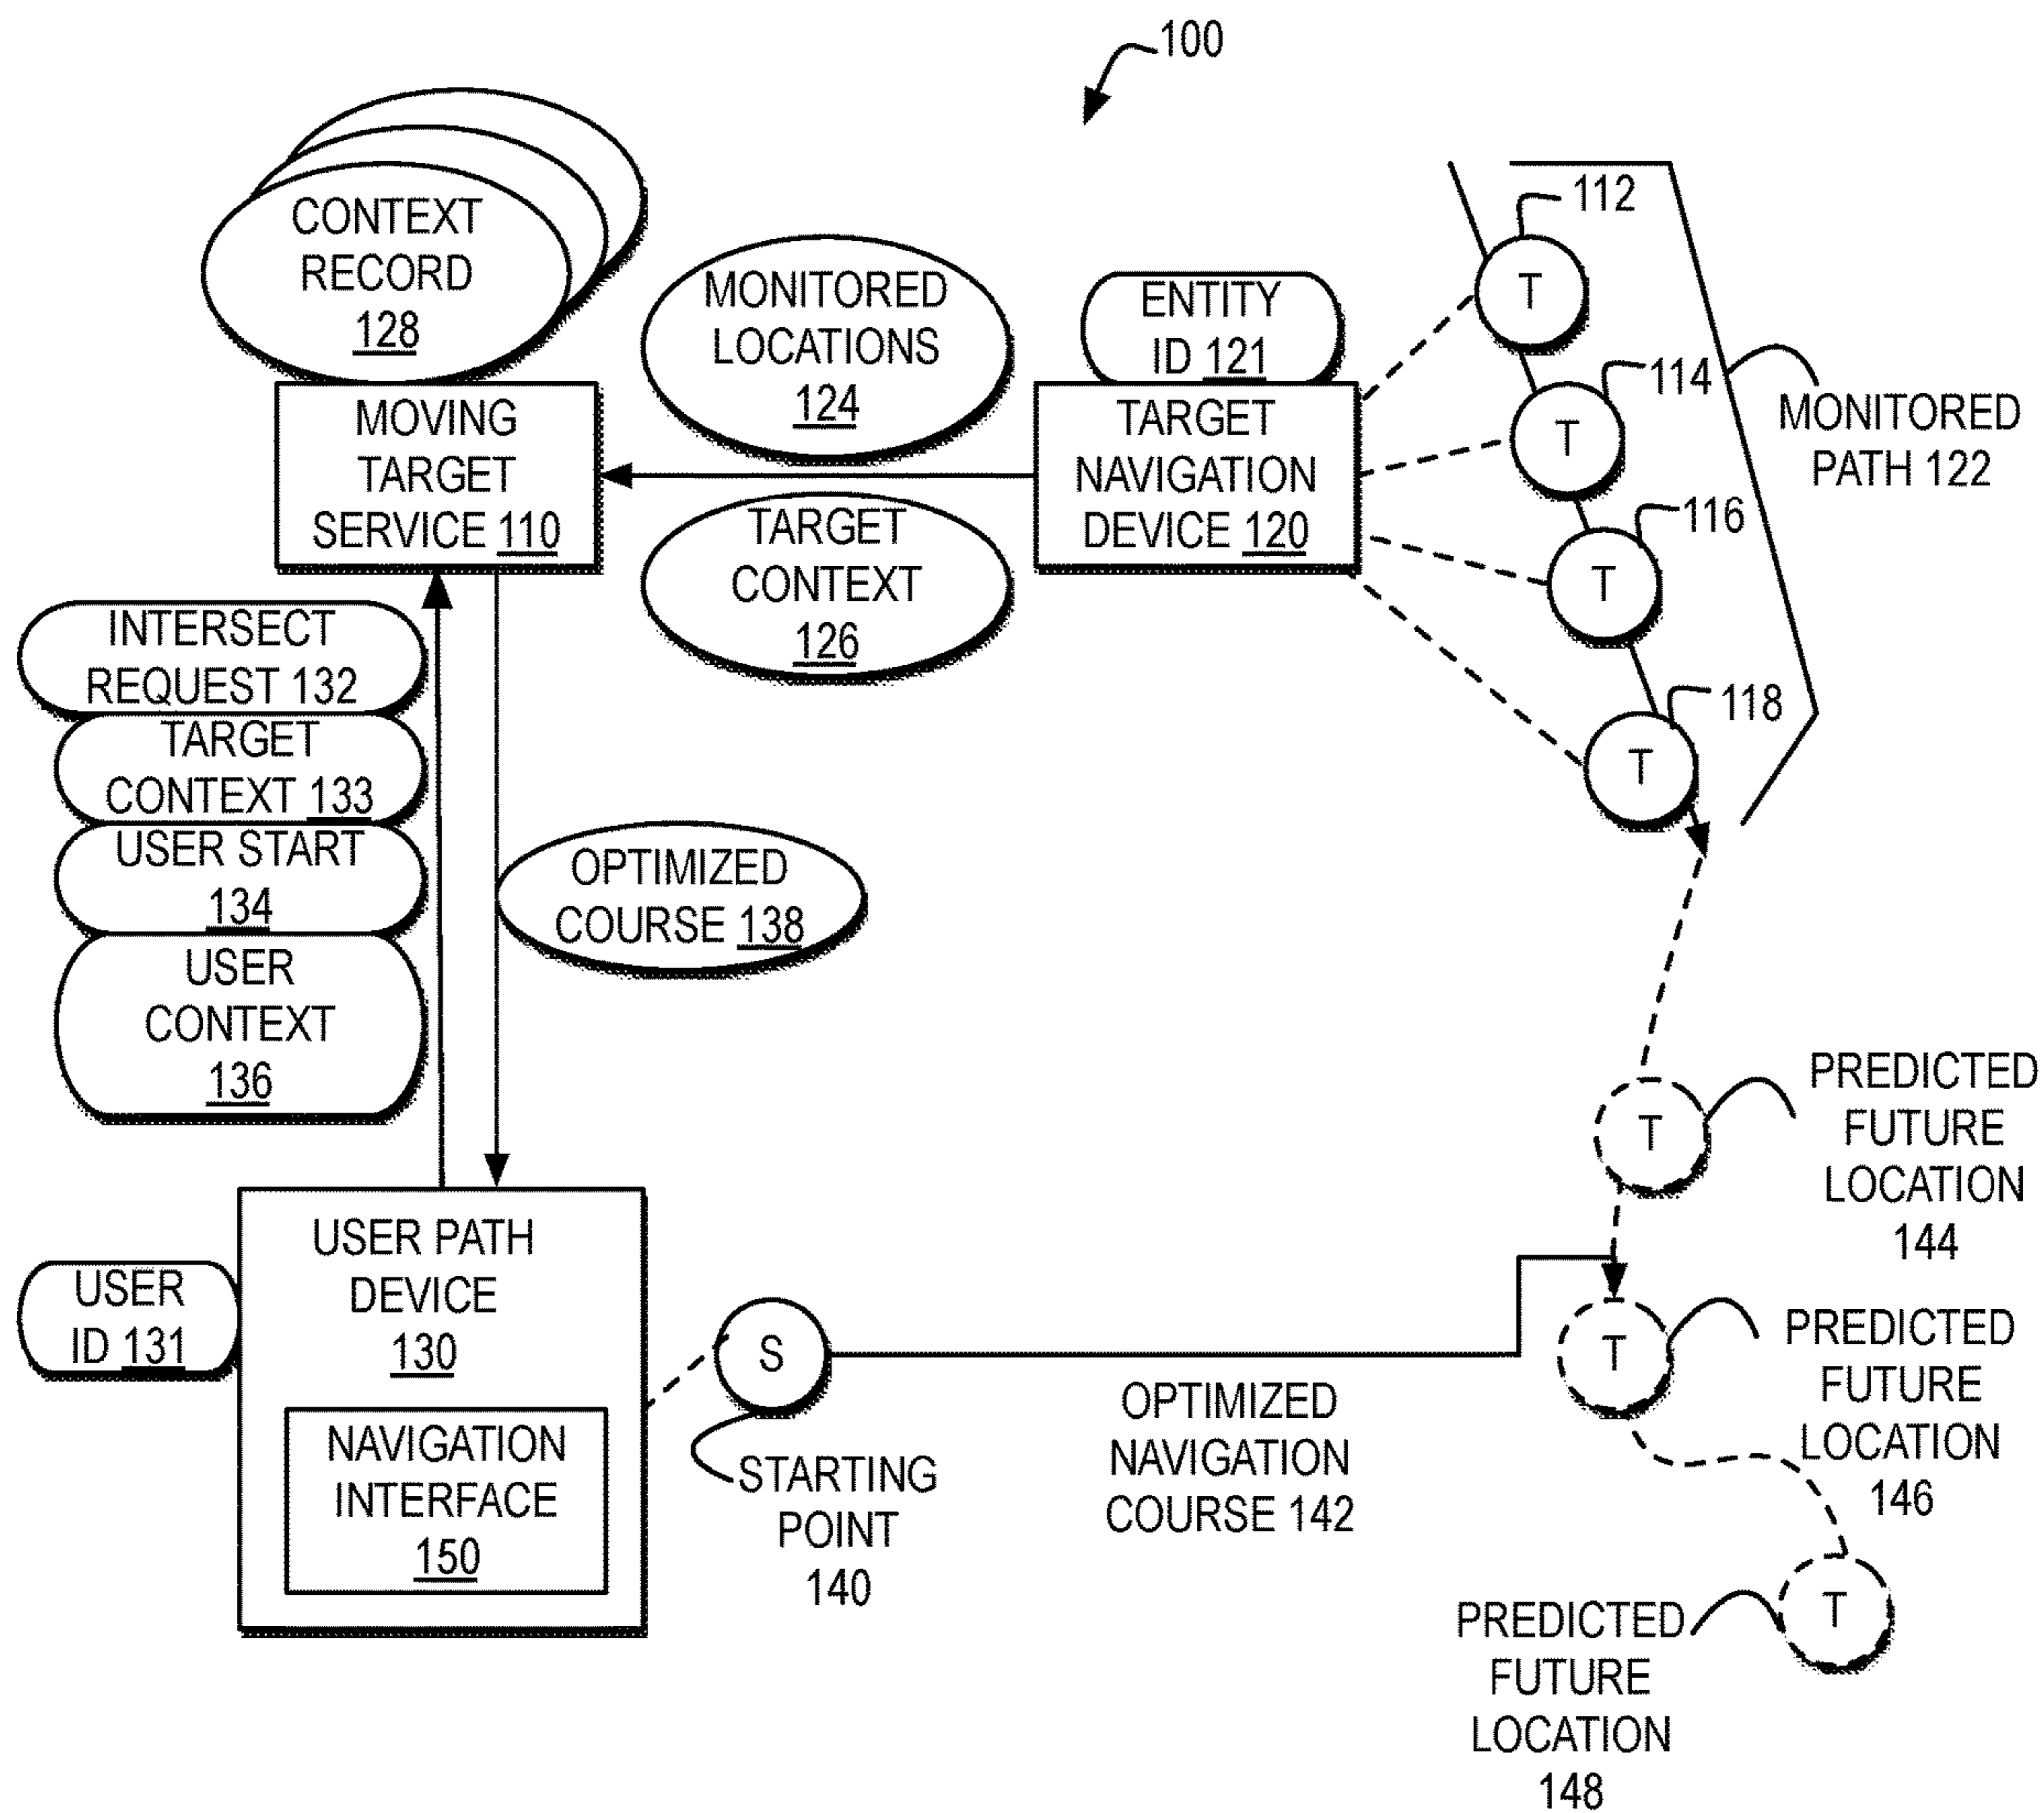 100
CONTEXT
RECORD
128
MONITORED
LOCATIONS
124
ENTITY
ID 121
T
112
T
114
T
116
T
118
MONITORED
PATH 122
MOVING
TARGET
SERVICE 110
TARGET
NAVIGATION
DEVICE 120
TARGET
CONTEXT
126
INTERSECT
REQUEST 132
TARGET
CONTEXT 133
USER START
134
USER
CONTEXT
136
OPTIMIZED
COURSE 138
T
PREDICTED
FUTURE
LOCATION
144
USER PATH
DEVICE
130
USER
ID 131
NAVIGATION
INTERFACE
150
S
STARTING
POINT
140
OPTIMIZED
NAVIGATION
COURSE 142
T
PREDICTED
FUTURE
LOCATION
146
T
PREDICTED
FUTURE
LOCATION
148